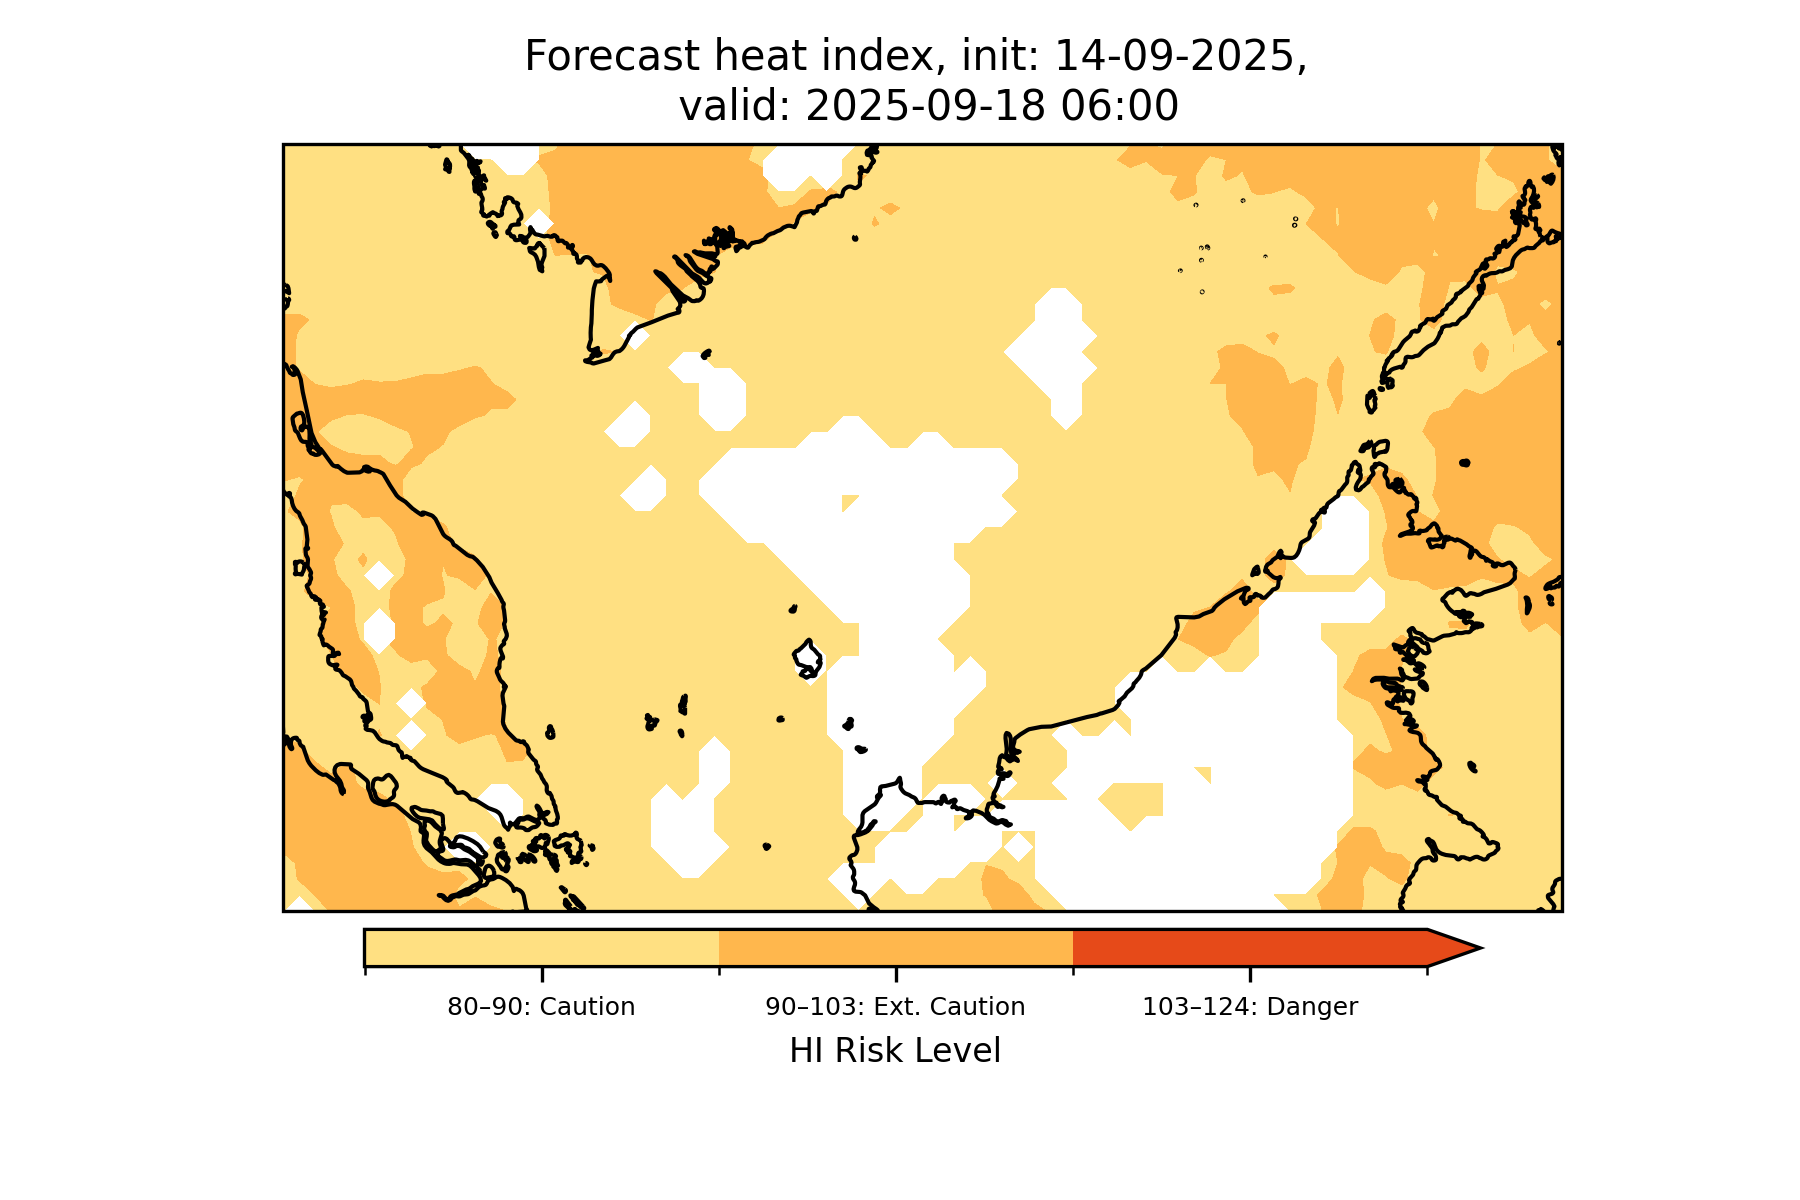 Forecast heat index, init: 14-09-2025,
valid: 2025-09-18 06:00
80–90: Caution
90–103: Ext. Caution
103–124: Danger
HI Risk Level